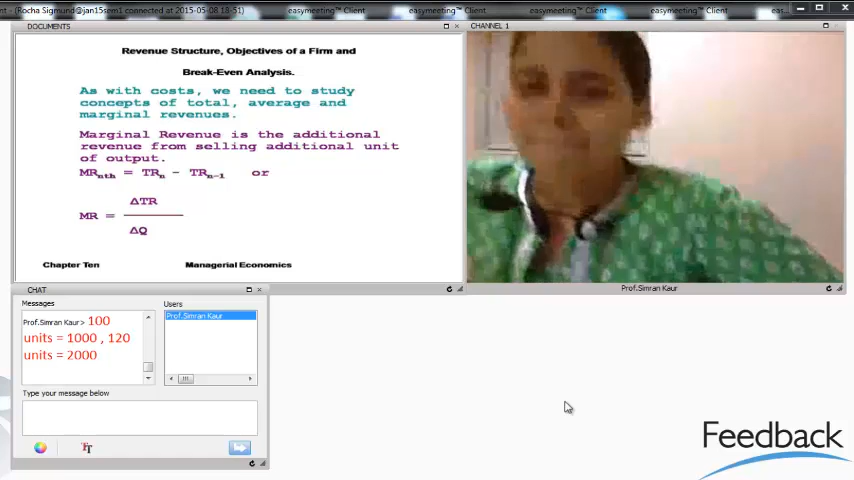 nt - (Rocha Sigmund@jan15sem1 connected at 2015-05-08 18-51)
easymeeting™ Client
easymeeting™ Client
easymeeting™ Client
DOCUMENTS
CHANNEL 1
Revenue Structure, Objectives of a Firm and
Break-Even Analysis.
As with costs, we need to study
concepts of total, average and
marginal revenues.
Marginal Revenue is the additional
revenue from selling additional unit
of output.
MRnth = TRn - TRn-1 or
ΔTR
MR =
ΔQ
Chapter Ten Managerial Economics
Prof.Simran Kaur
CHAT
Messages
Users
Prof.Simran Kaur> 100
units = 1000 , 120
units = 2000
Prof.Simran Kaur
Type your message below
TT
Feedback